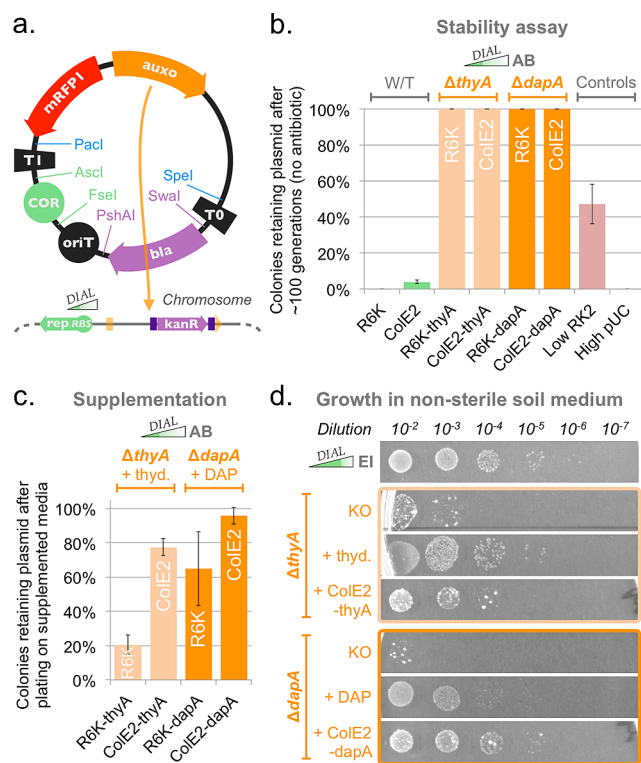 a.
mRFP1
auxo
PacI
T1
AscI
COR
FseI
SpeI
SwaI
T0
PshAI
oriT
bla
DIAL
Chromosome
rep RBS
kanR
b.
Stability assay
DIAL
AB
W/T
ΔthyA
ΔdapA
Controls
Colonies retaining plasmid after
~100 generations (no antibiotic)
100%
80%
60%
40%
20%
0%
R6K
ColE2
R6K
ColE2
R6K
ColE2
R6K-thyA
ColE2-thyA
R6K-dapA
ColE2-dapA
Low RK2
High pUC
c.
Supplementation
DIAL
AB
ΔthyA
+ thyd.
ΔdapA
+ DAP
Colonies retaining plasmid after
plating on supplemented media
100%
80%
60%
40%
20%
0%
R6K
ColE2
R6K
ColE2
R6K-thyA
ColE2-thyA
R6K-dapA
ColE2-dapA
d.
Growth in non-sterile soil medium
Dilution 10-2 10-3 10-4 10-5 10-6 10-7
DIAL
EI
ΔthyA
KO
+ thyd.
+ ColE2
-thyA
ΔdapA
KO
+ DAP
+ ColE2
-dapA